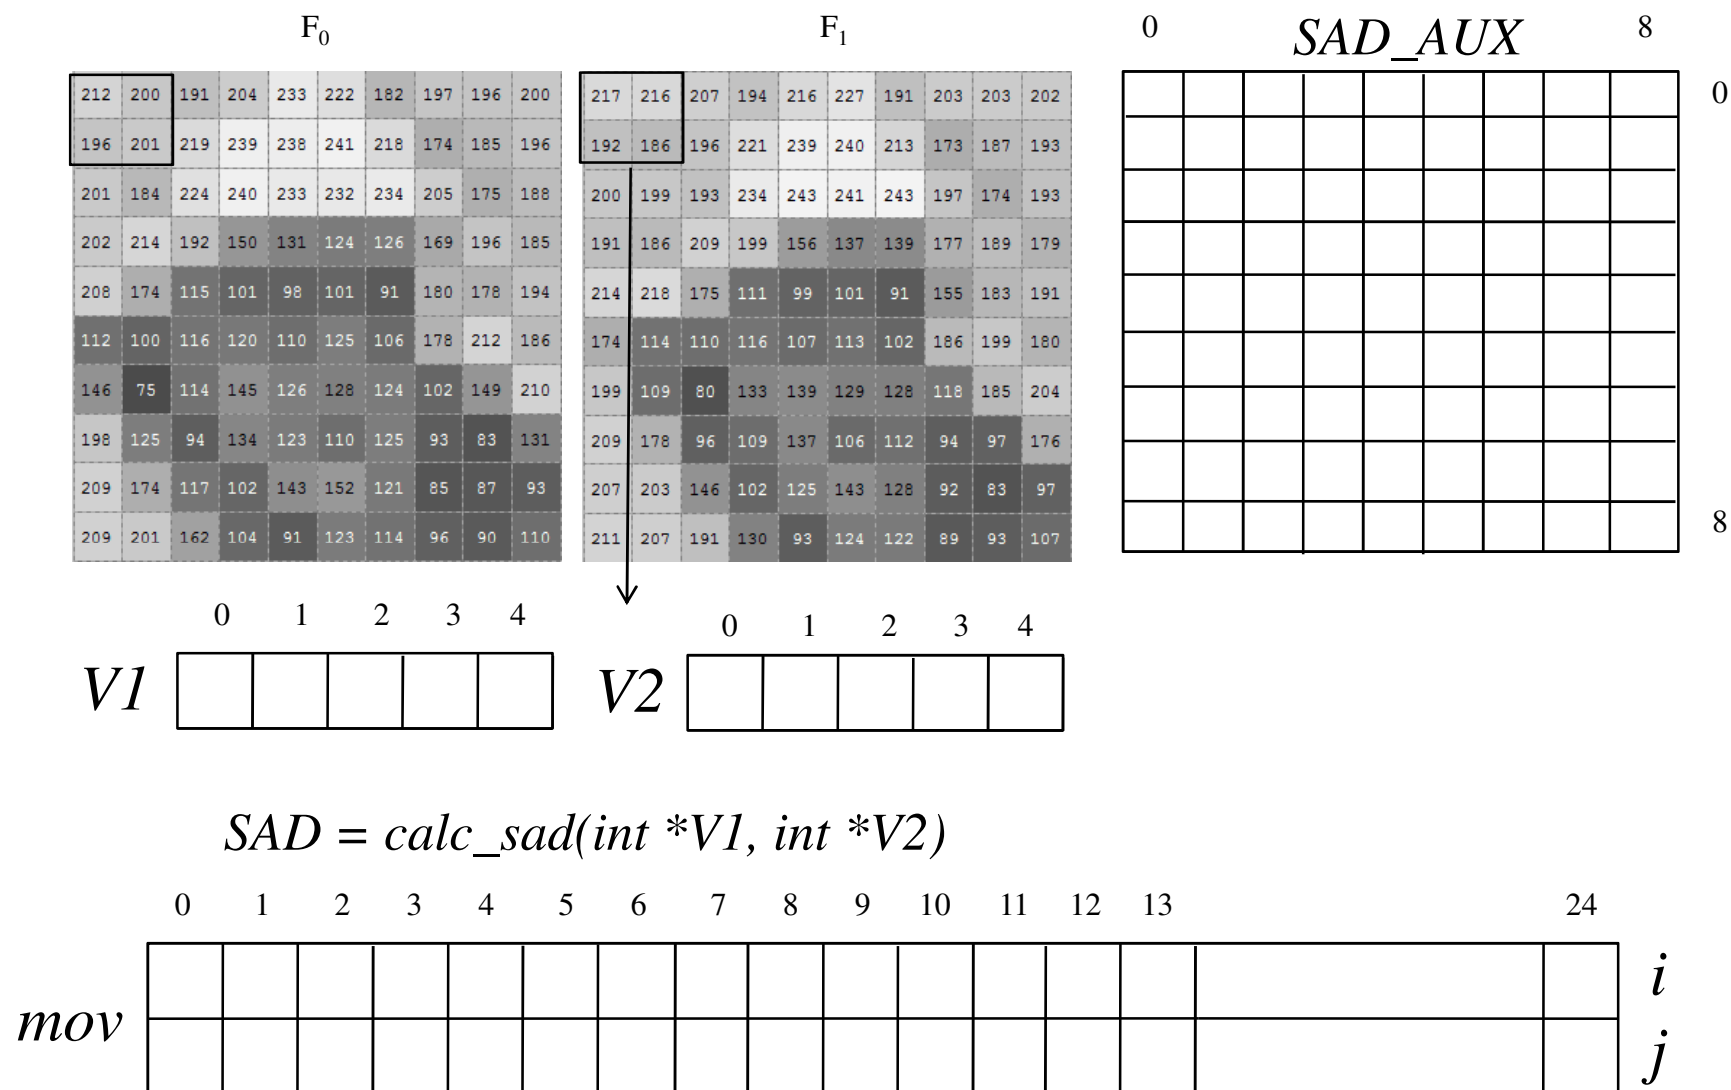 F0
212 200 191 204 233 222 182 197 196 200
196 201 219 239 238 241 218 174 185 196
201 184 224 240 233 232 234 205 175 188
202 214 192 150 131 124 126 169 196 185
208 174 115 101 98 101 91 180 178 194
112 100 116 120 110 125 106 178 212 186
146 75 114 145 126 128 124 102 149 210
198 125 94 134 123 110 125 93 83 131
209 174 117 102 143 152 121 85 87 93
209 201 162 104 91 123 114 96 90 110
F1
217 216 207 194 216 227 191 203 203 202
192 186 196 221 239 240 213 173 187 193
200 199 193 234 243 241 243 197 174 193
191 186 209 199 156 137 139 177 189 179
214 218 175 111 99 101 91 155 183 191
174 114 110 116 107 113 102 186 199 180
199 109 80 133 139 129 128 118 185 204
209 178 96 109 137 106 112 94 97 176
207 203 146 102 125 143 128 92 83 97
211 207 191 130 93 124 122 89 93 107
0 SAD_AUX 8
0
8
0 1 2 3 4
V1
0 1 2 3 4
V2
SAD = calc_sad(int *V1, int *V2)
0 1 2 3 4 5 6 7 8 9 10 11 12 13 24
i
mov
j